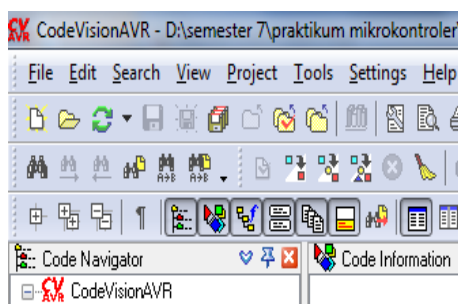 CodeVisionAVR - D:\semester 7\praktikum mikrokontroler\
File Edit Search View Project Tools Settings Help
Code Navigator Code Information
CodeVisionAVR